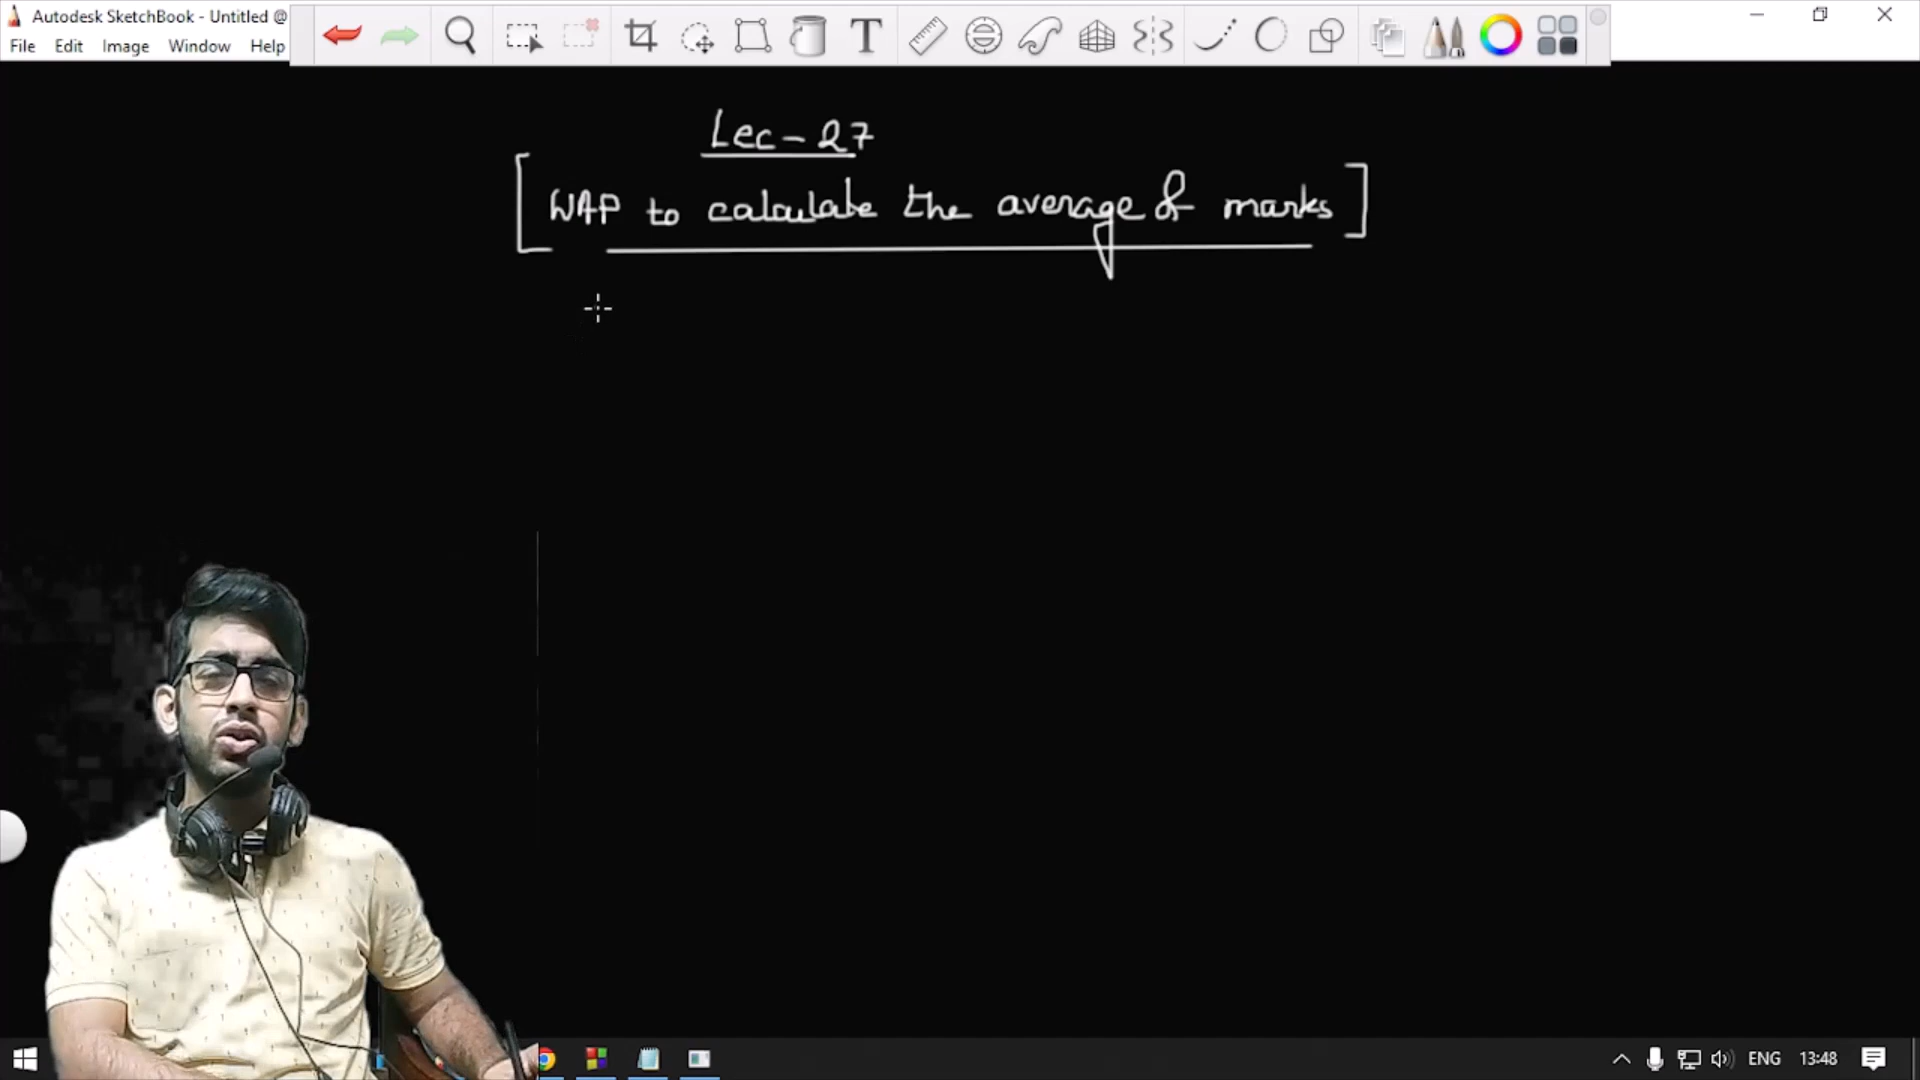 Autodesk SketchBook - Untitled @
File Edit Image Window Help
T
Lec - 27
[WAP to calculate the average of marks]
ENG 13:48